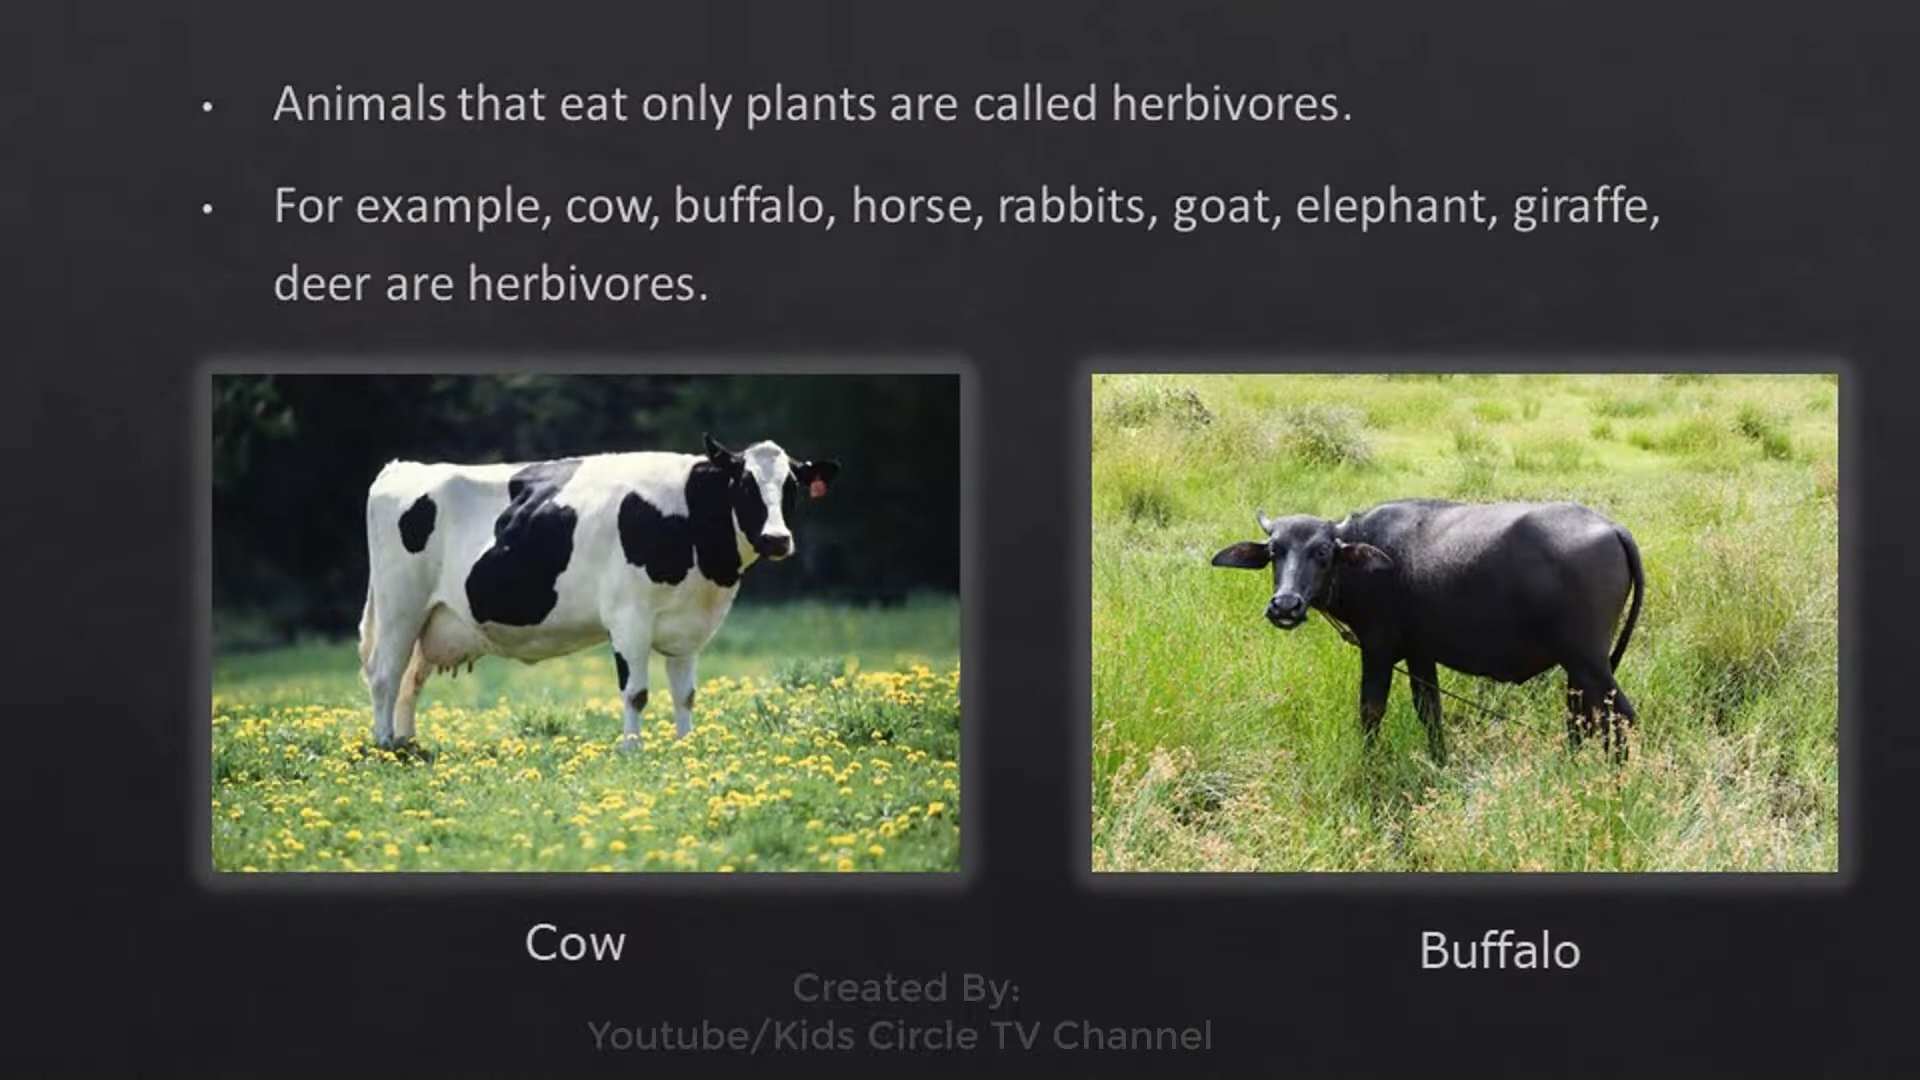 • Animals that eat only plants are called herbivores.
• For example, cow, buffalo, horse, rabbits, goat, elephant, giraffe,
deer are herbivores.
Cow
Buffalo
Created By:
Youtube/Kids Circle TV Channel